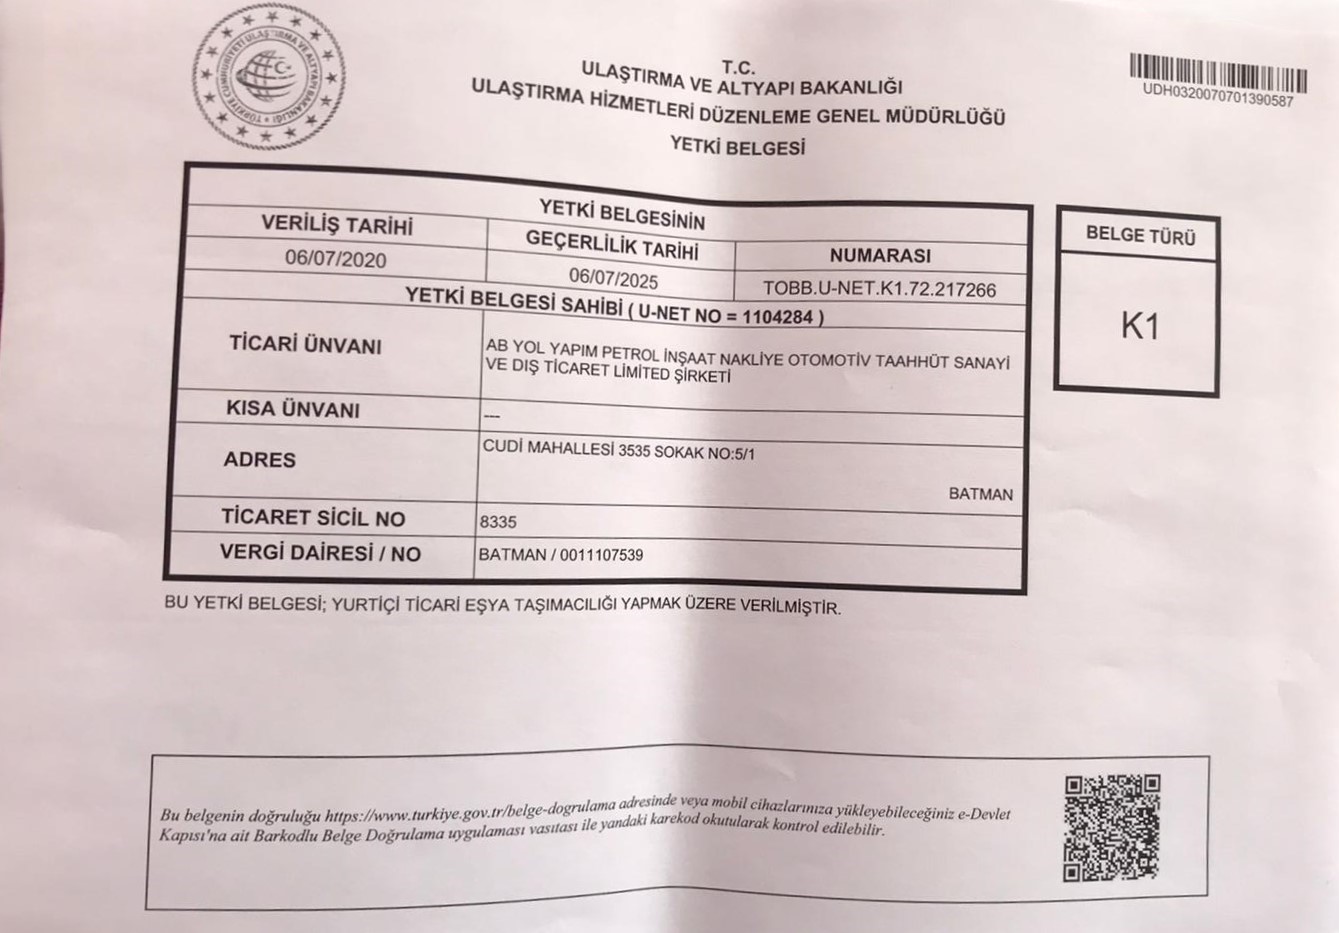 TÜRKİYE CUMHURİYETİ ULAŞTIRMA VE ALTYAPI BAKANLIĞI
T.C.
ULAŞTIRMA VE ALTYAPI BAKANLIĞI
ULAŞTIRMA HİZMETLERİ DÜZENLEME GENEL MÜDÜRLÜĞÜ
YETKİ BELGESİ
UDH0320070701390587
YETKİ BELGESİNİN
VERİLİŞ TARİHİ GEÇERLİLİK TARİHİ NUMARASI
06/07/2020 06/07/2025 TOBB.U-NET.K1.72.217266
YETKİ BELGESİ SAHİBİ ( U-NET NO = 1104284 )
TİCARİ ÜNVANI AB YOL YAPIM PETROL İNŞAAT NAKLİYE OTOMOTİV TAAHHÜT SANAYİ
VE DIŞ TİCARET LİMİTED ŞİRKETİ
KISA ÜNVANI ---
ADRES CUDİ MAHALLESİ 3535 SOKAK NO:5/1
BATMAN
TİCARET SİCİL NO 8335
VERGİ DAİRESİ / NO BATMAN / 0011107539
BELGE TÜRÜ
K1
BU YETKİ BELGESİ; YURTİÇİ TİCARİ EŞYA TAŞIMACILIĞI YAPMAK ÜZERE VERİLMİŞTİR.
Bu belgenin doğruluğu https://www.turkiye.gov.tr/belge-dogrulama adresinde veya mobil cihazlarınıza yükleyebileceğiniz e-Devlet
Kapısı'na ait Barkodlu Belge Doğrulama uygulaması vasıtası ile yandaki karekod okutularak kontrol edilebilir.